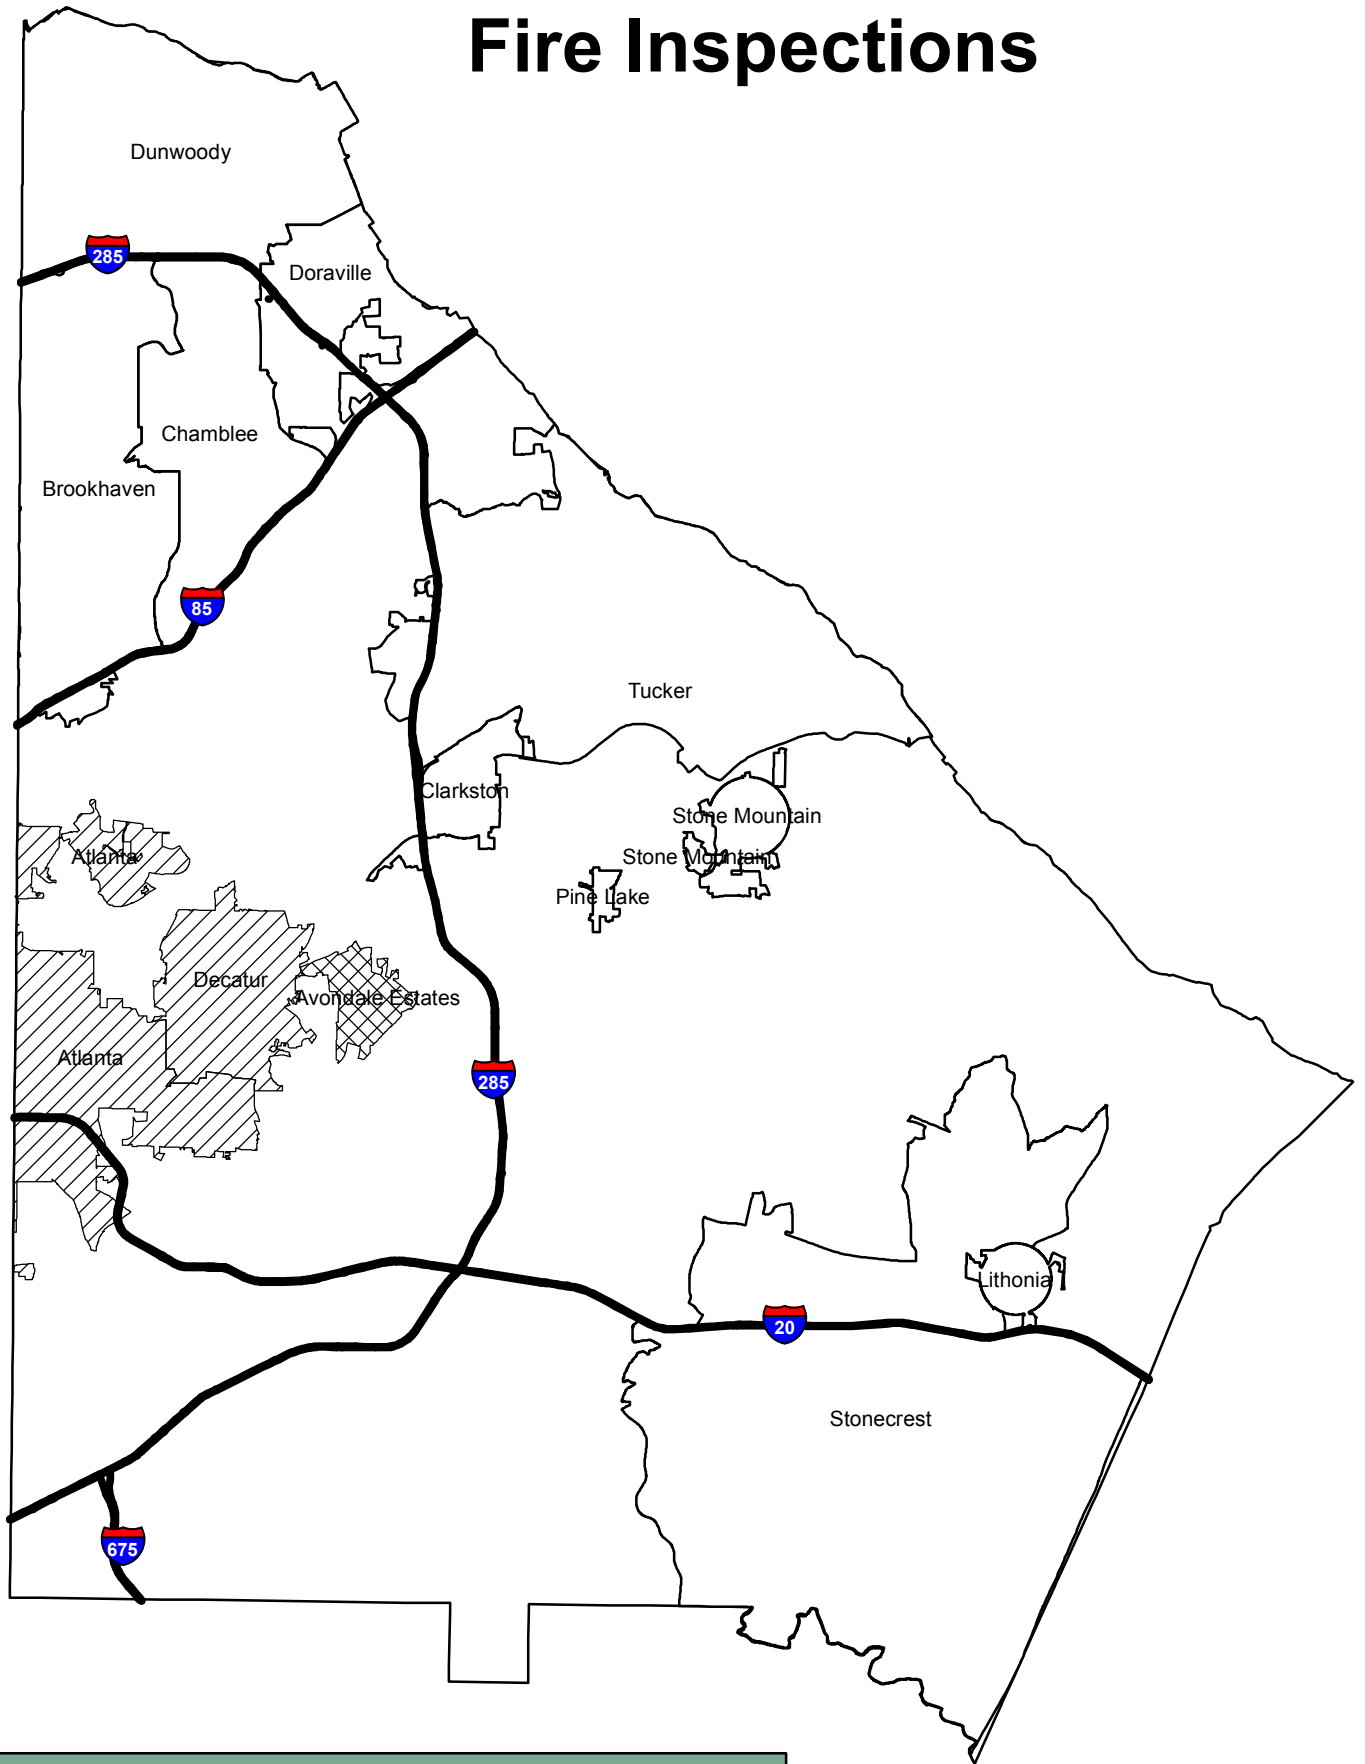 Fire Inspections
Dunwoody
285
Doraville
Chamblee
Brookhaven
85
Tucker
Clarkston
Stone Mountain
Atlanta
Stone Mountain
Pine Lake
Decatur
Avondale Estates
Atlanta
285
Lithonia
20
Stonecrest
675